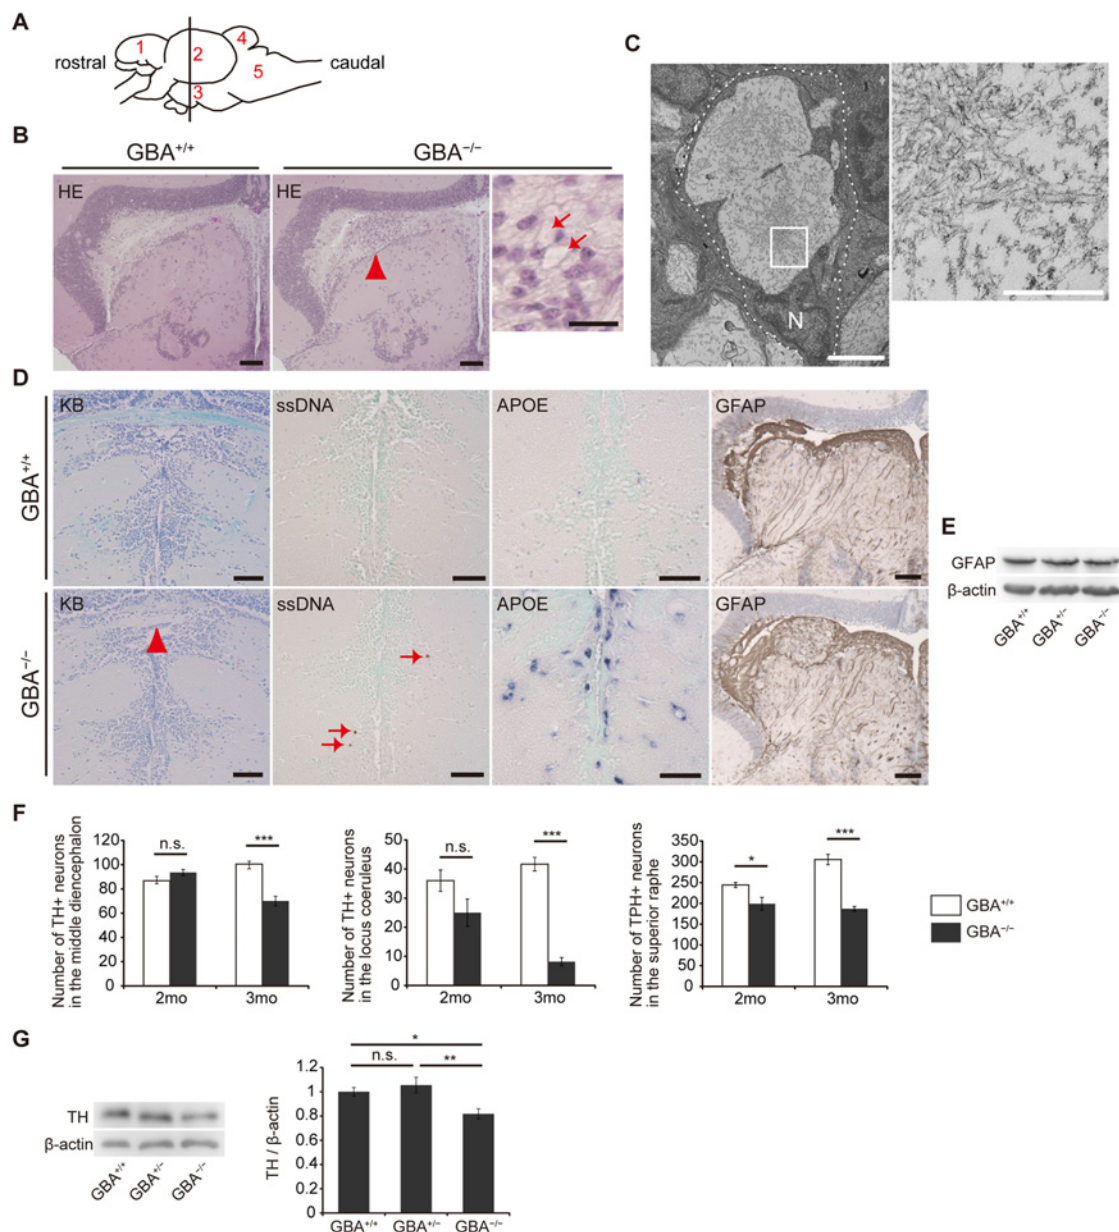 A
1
2
3
4
5
rostral
caudal
B
GBA+/+
GBA−/−
HE
HE
C
N
D
GBA+/+
KB
ssDNA
APOE
GFAP
GBA−/−
KB
ssDNA
APOE
GFAP
E
GFAP
β-actin
GBA+/+
GBA+/−
GBA−/−
F
Number of TH+ neurons
in the middle diencephalon
120
100
80
60
40
20
0
n.s.
***
2mo
3mo
Number of TH+ neurons
in the locus coeruleus
50
40
30
20
10
0
n.s.
***
2mo
3mo
Number of TPH+ neurons
in the superior raphe
350
300
250
200
150
100
50
0
*
***
2mo
3mo
GBA+/+
GBA−/−
G
TH
β-actin
GBA+/+
GBA+/−
GBA−/−
TH / β-actin
1.2
1
0.8
0.6
0.4
0.2
0
*
n.s.
**
GBA+/+
GBA+/−
GBA−/−